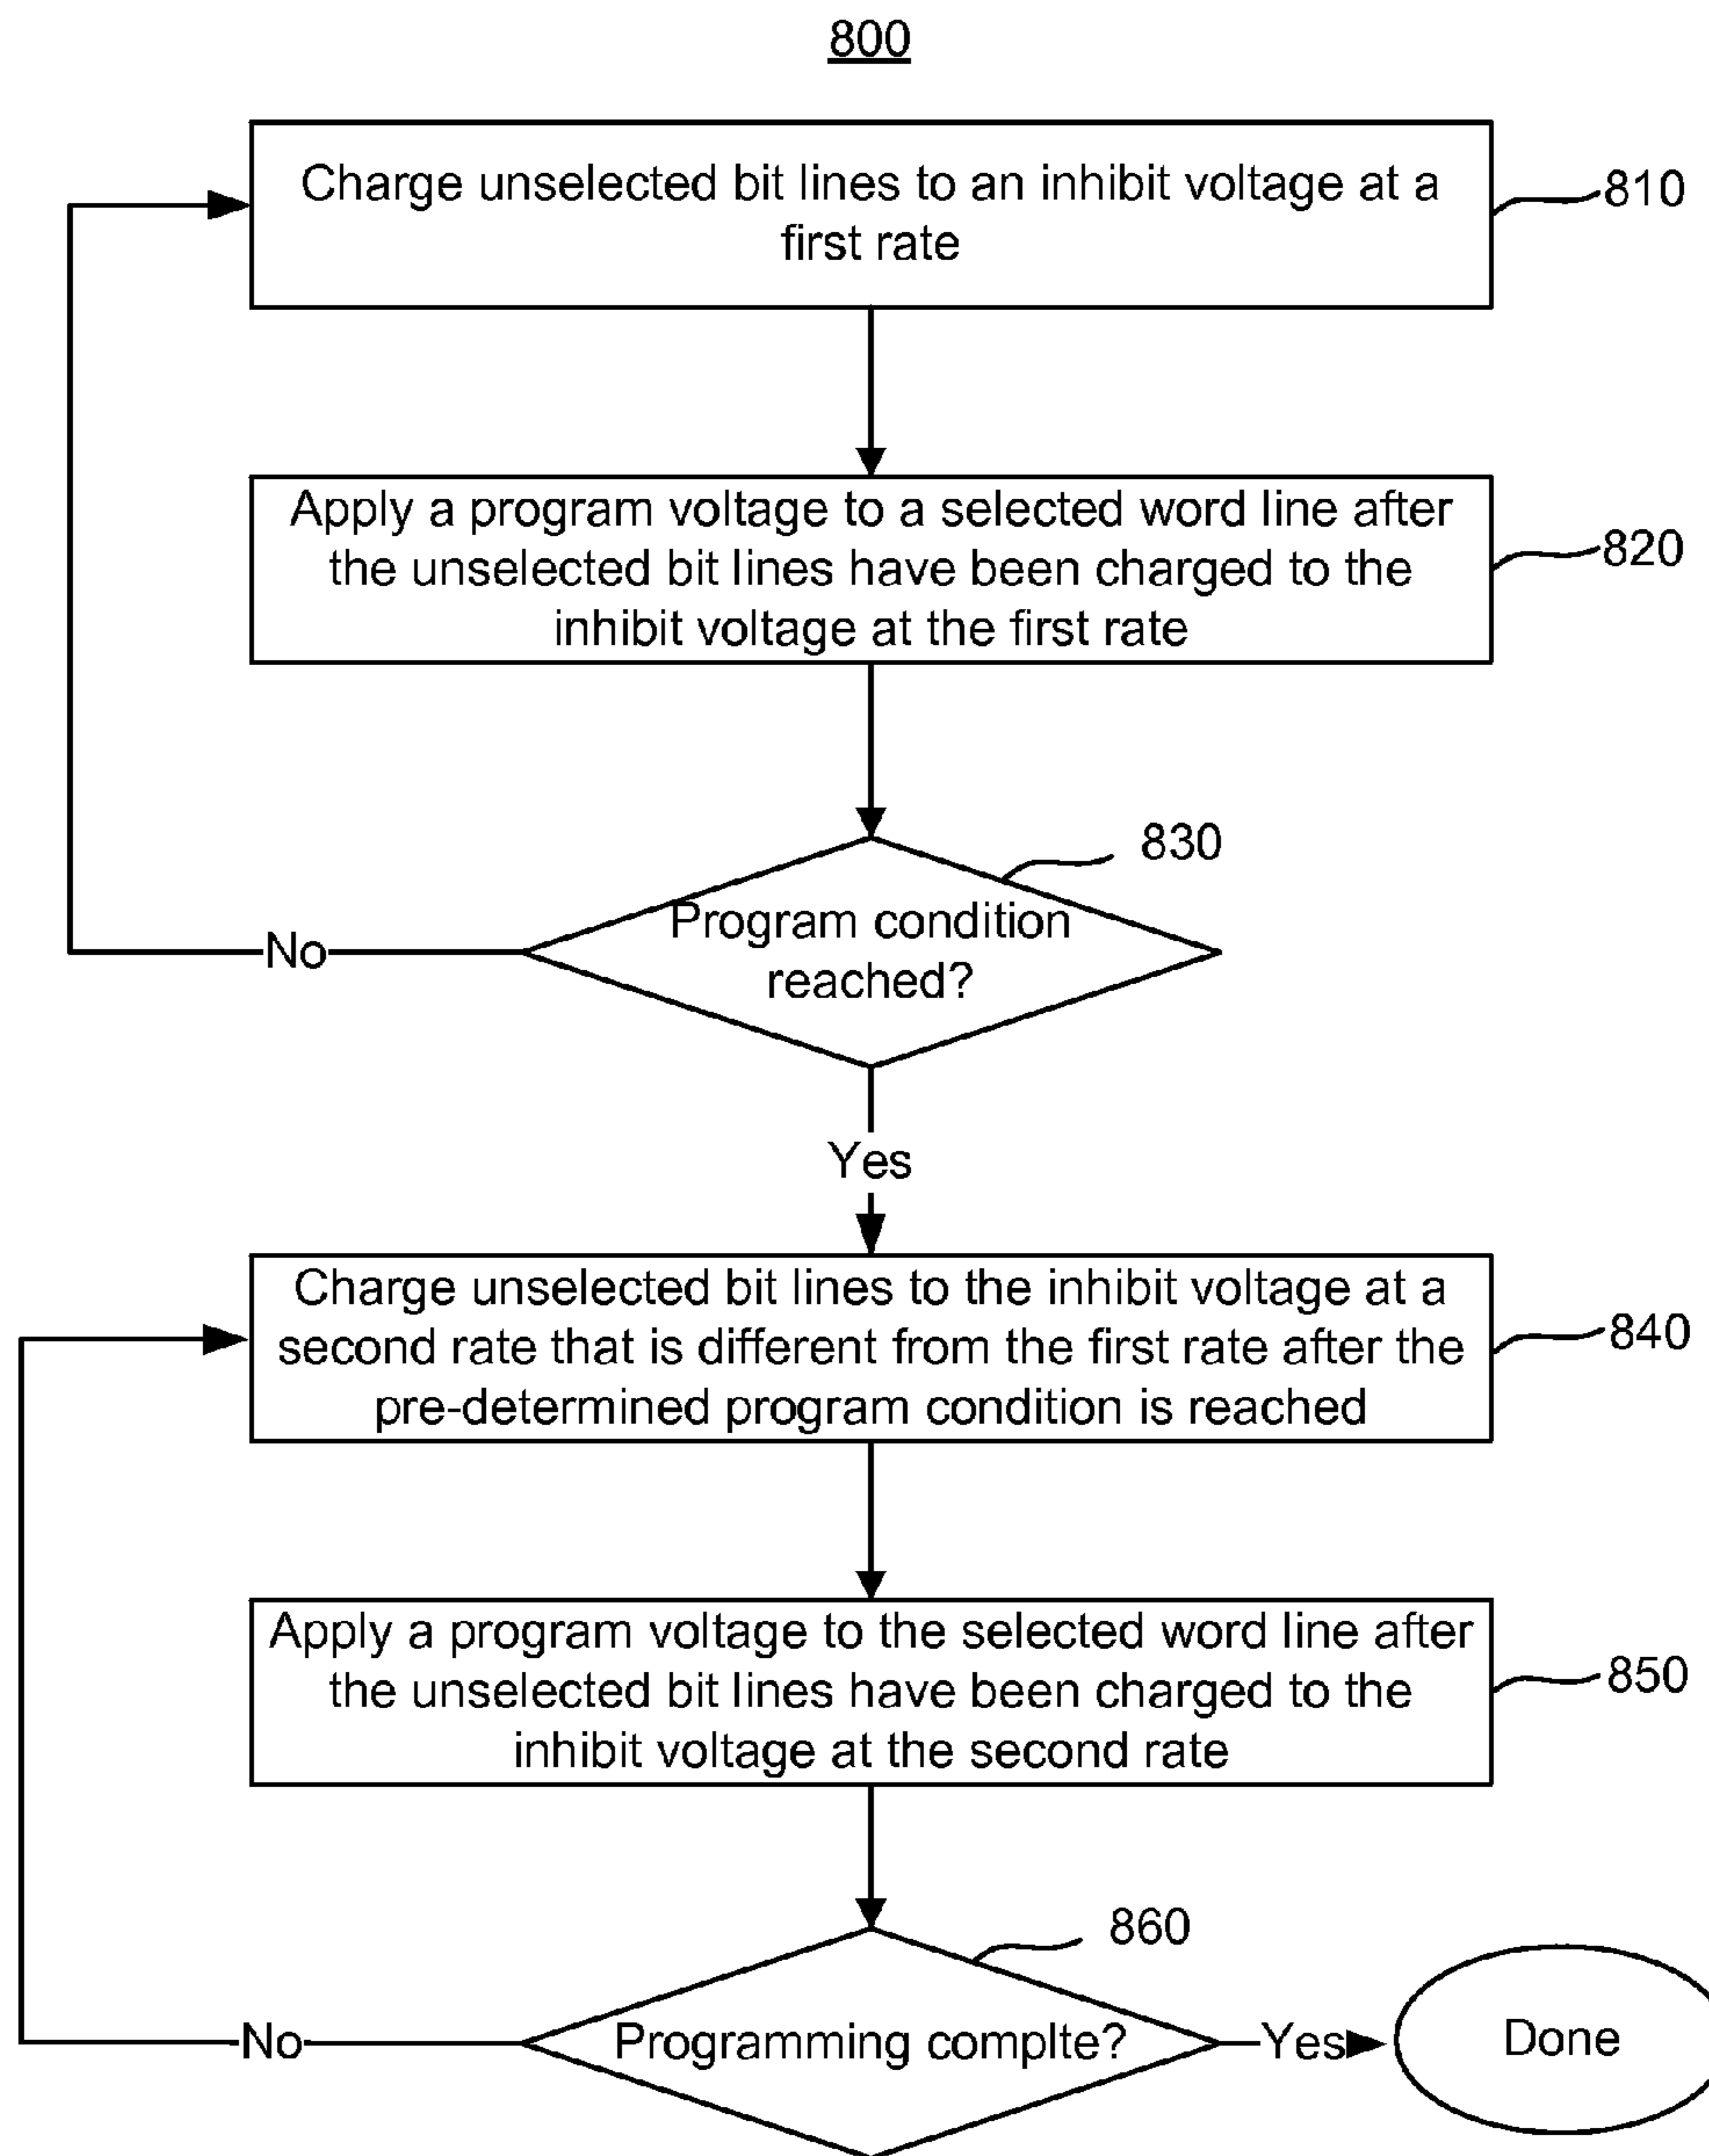 800
Charge unselected bit lines to an inhibit voltage at a
first rate
810
Apply a program voltage to a selected word line after
the unselected bit lines have been charged to the
inhibit voltage at the first rate
820
830
Program condition
reached?
No
Yes
Charge unselected bit lines to the inhibit voltage at a
second rate that is different from the first rate after the
pre-determined program condition is reached
840
Apply a program voltage to the selected word line after
the unselected bit lines have been charged to the
inhibit voltage at the second rate
850
860
Programming complte?
No
Yes
Done